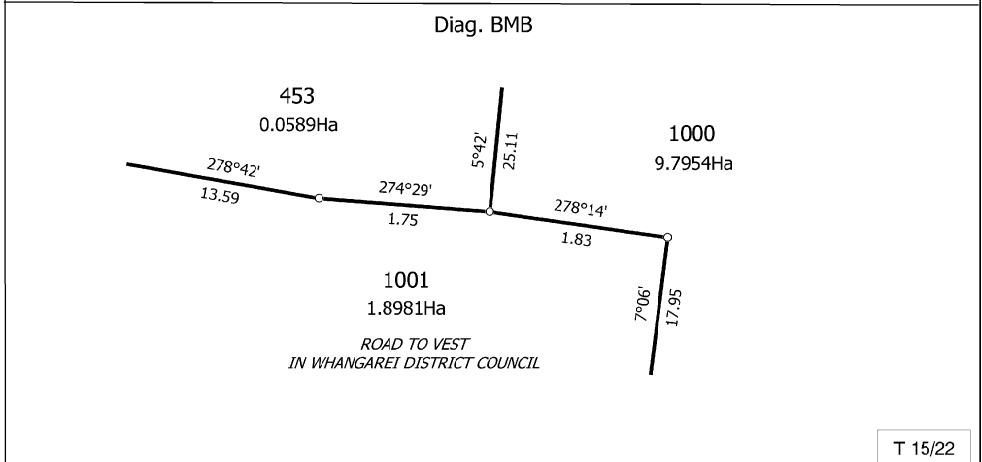 Diag. BMB
453
0.0589Ha
1000
9.7954Ha
5°42'
25.11
278°42'
13.59
274°29'
1.75
278°14'
1.83
1001
1.8981Ha
7°06'
17.95
ROAD TO VEST
IN WHANGAREI DISTRICT COUNCIL
T 15/22